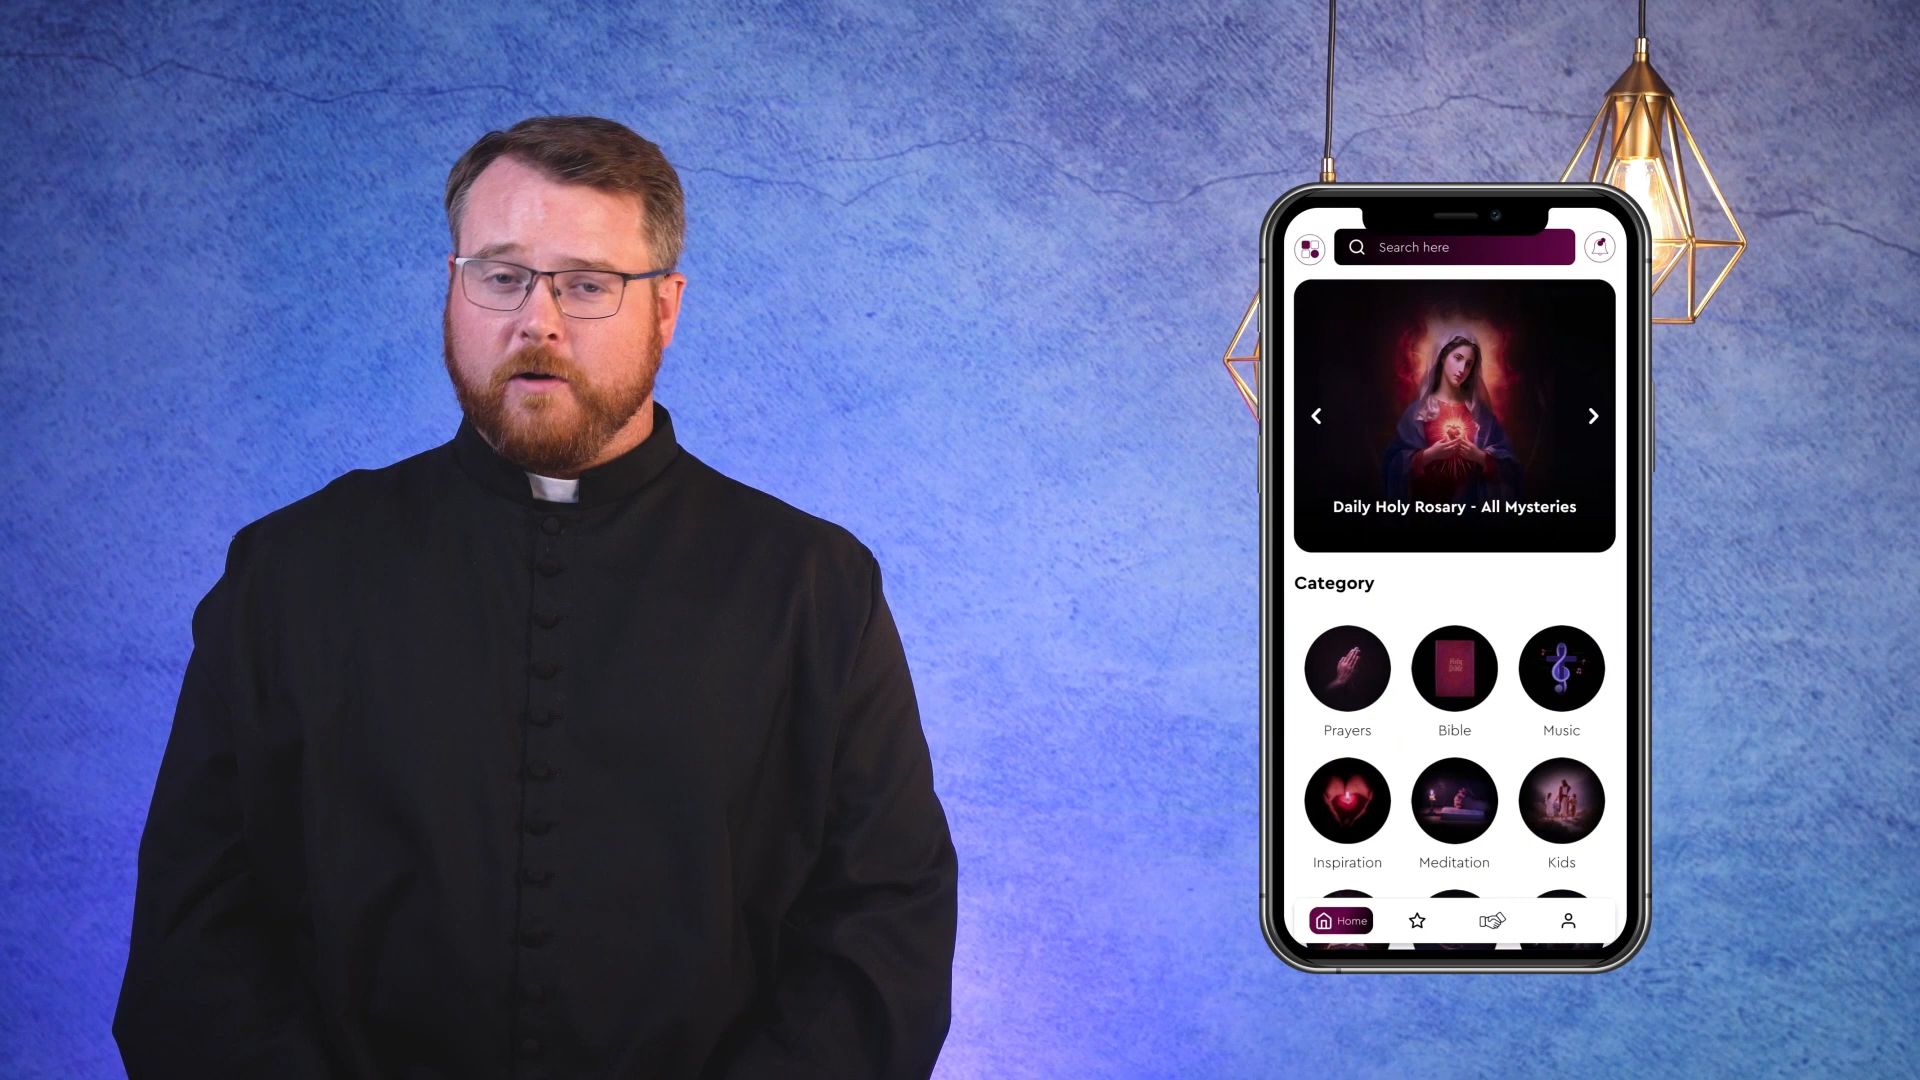 Search here
Daily Holy Rosary - All Mysteries
Category
Prayers
Bible
Music
Inspiration
Meditation
Kids
Home